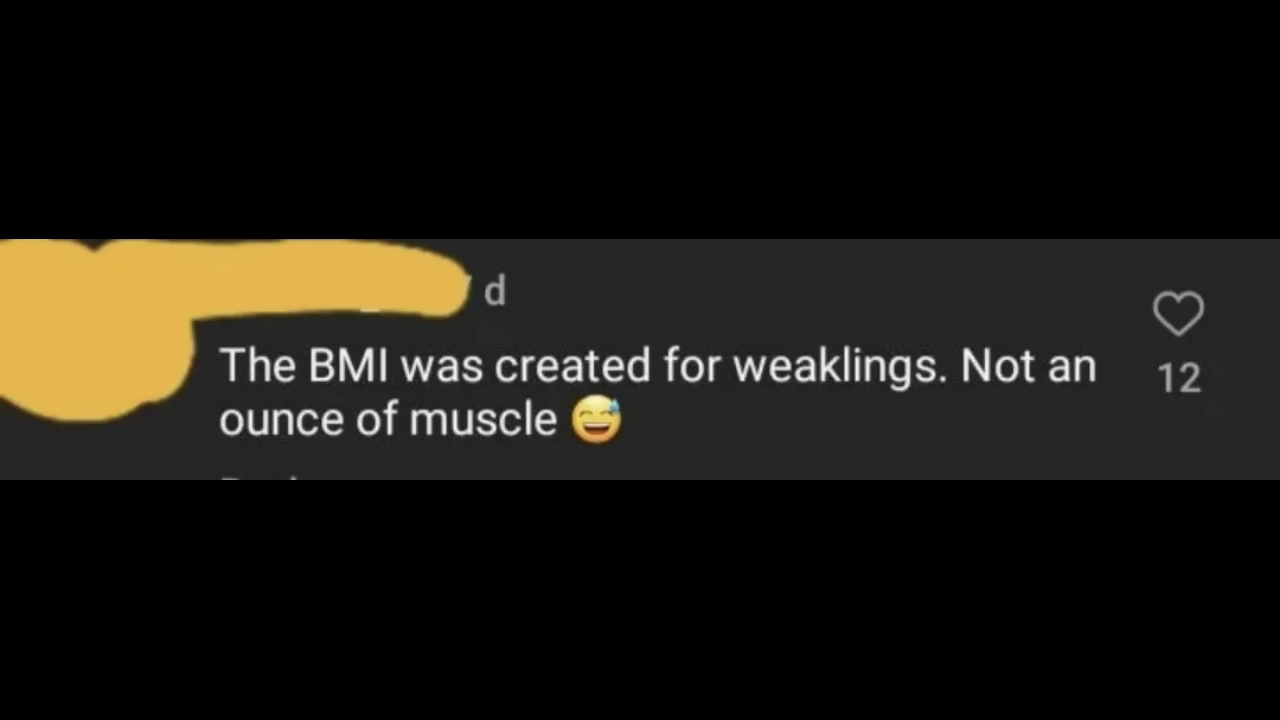 d
The BMI was created for weaklings. Not an
ounce of muscle 😅
12